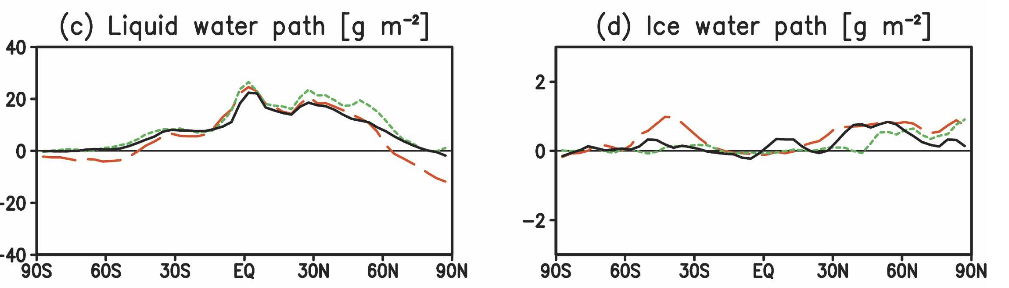 (c) Liquid water path [g m⁻²]
40
20
0
-20
-40
90S 60S 30S EQ 30N 60N 90N
(d) Ice water path [g m⁻²]
2
0
-2
90S 60S 30S EQ 30N 60N 90N